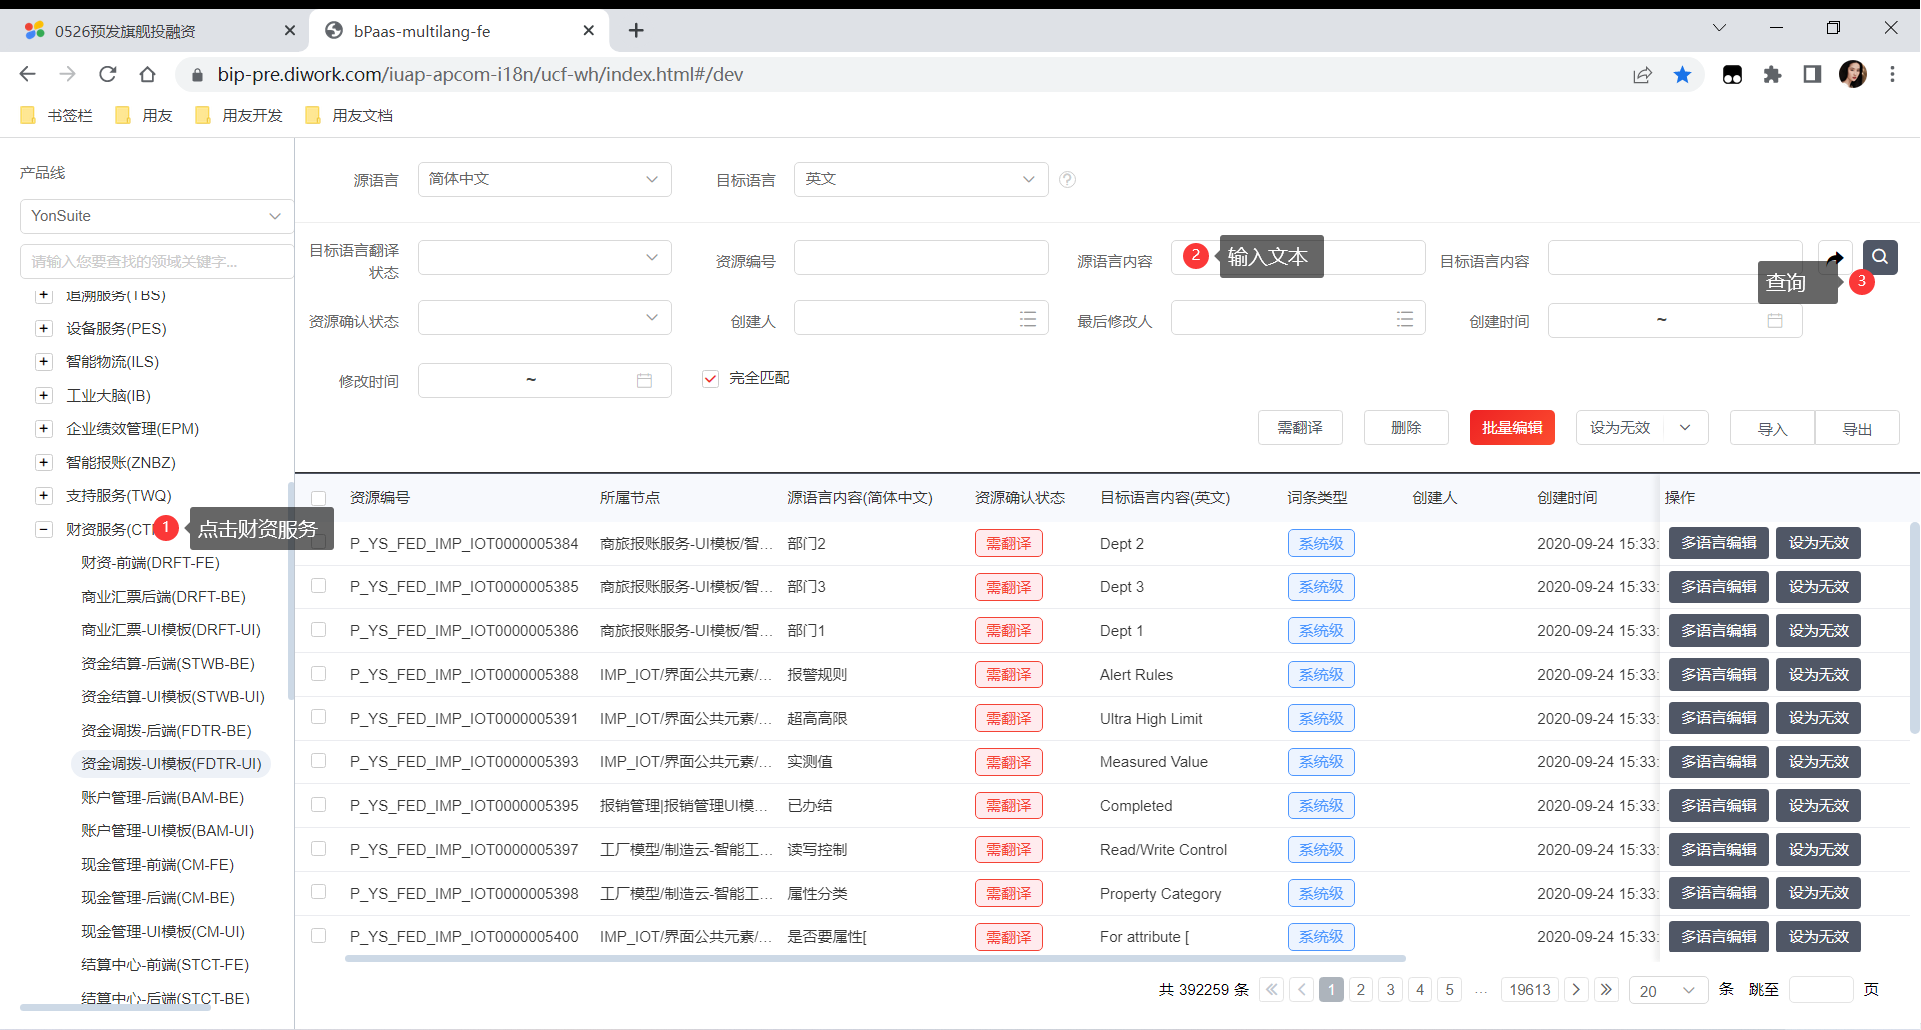 0526预发旗舰投融资
bPaas-multilang-fe
bip-pre.diwork.com/iuap-apcom-i18n/ucf-wh/index.html#/dev
书签栏 用友 用友开发 用友文档
产品线
YonSuite
请输入您要查找的领域关键字...
追溯服务(TBS)
设备服务(PES)
智能物流(ILS)
工业大脑(IB)
企业绩效管理(EPM)
智能报账(ZNBZ)
支持服务(TWQ)
财资服务(CT
1 点击财资服务
财资-前端(DRFT-FE)
商业汇票后端(DRFT-BE)
商业汇票-UI模板(DRFT-UI)
资金结算-后端(STWB-BE)
资金结算-UI模板(STWB-UI)
资金调拨-后端(FDTR-BE)
资金调拨-UI模板(FDTR-UI)
账户管理-后端(BAM-BE)
账户管理-UI模板(BAM-UI)
现金管理-前端(CM-FE)
现金管理-后端(CM-BE)
现金管理-UI模板(CM-UI)
结算中心-前端(STCT-FE)
结算中心-后端(STCT-BE)
源语言 简体中文 目标语言 英文 ?
目标语言翻译状态 资源编号 源语言内容 2 输入文本 目标语言内容
查询 3
资源确认状态 创建人 最后修改人 创建时间 ~
修改时间 ~ 完全匹配
需翻译 删除 批量编辑 设为无效 导入 导出
资源编号 所属节点 源语言内容(简体中文) 资源确认状态 目标语言内容(英文) 词条类型 创建人 创建时间 操作
P_YS_FED_IMP_IOT0000005384 商旅报账服务-UI模板/智... 部门2 需翻译 Dept 2 系统级 2020-09-24 15:33: 多语言编辑 设为无效
P_YS_FED_IMP_IOT0000005385 商旅报账服务-UI模板/智... 部门3 需翻译 Dept 3 系统级 2020-09-24 15:33: 多语言编辑 设为无效
P_YS_FED_IMP_IOT0000005386 商旅报账服务-UI模板/智... 部门1 需翻译 Dept 1 系统级 2020-09-24 15:33: 多语言编辑 设为无效
P_YS_FED_IMP_IOT0000005388 IMP_IOT/界面公共元素/... 报警规则 需翻译 Alert Rules 系统级 2020-09-24 15:33: 多语言编辑 设为无效
P_YS_FED_IMP_IOT0000005391 IMP_IOT/界面公共元素/... 超高高限 需翻译 Ultra High Limit 系统级 2020-09-24 15:33: 多语言编辑 设为无效
P_YS_FED_IMP_IOT0000005393 IMP_IOT/界面公共元素/... 实测值 需翻译 Measured Value 系统级 2020-09-24 15:33: 多语言编辑 设为无效
P_YS_FED_IMP_IOT0000005395 报销管理|报销管理UI模... 已办结 需翻译 Completed 系统级 2020-09-24 15:33: 多语言编辑 设为无效
P_YS_FED_IMP_IOT0000005397 工厂模型/制造云-智能工... 读写控制 需翻译 Read/Write Control 系统级 2020-09-24 15:33: 多语言编辑 设为无效
P_YS_FED_IMP_IOT0000005398 工厂模型/制造云-智能工... 属性分类 需翻译 Property Category 系统级 2020-09-24 15:33: 多语言编辑 设为无效
P_YS_FED_IMP_IOT0000005400 IMP_IOT/界面公共元素/... 是否要属性[ 需翻译 For attribute [ 系统级 2020-09-24 15:33: 多语言编辑 设为无效
共 392259 条 1 2 3 4 5 ... 19613 20 条 跳至 页